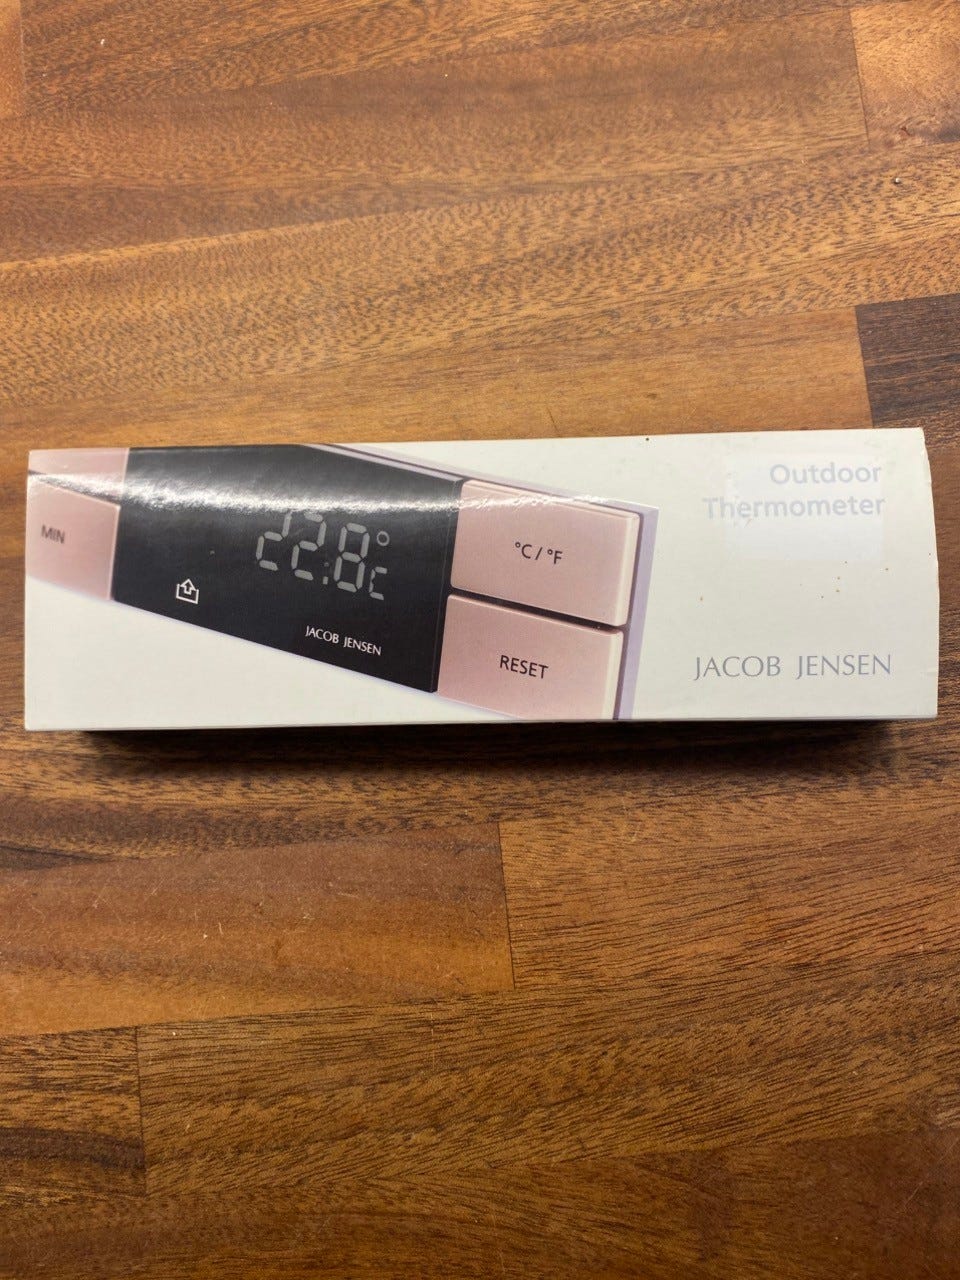 MIN
22.8°C
JACOB JENSEN
°C/°F
RESET
Outdoor
Thermometer
JACOB JENSEN